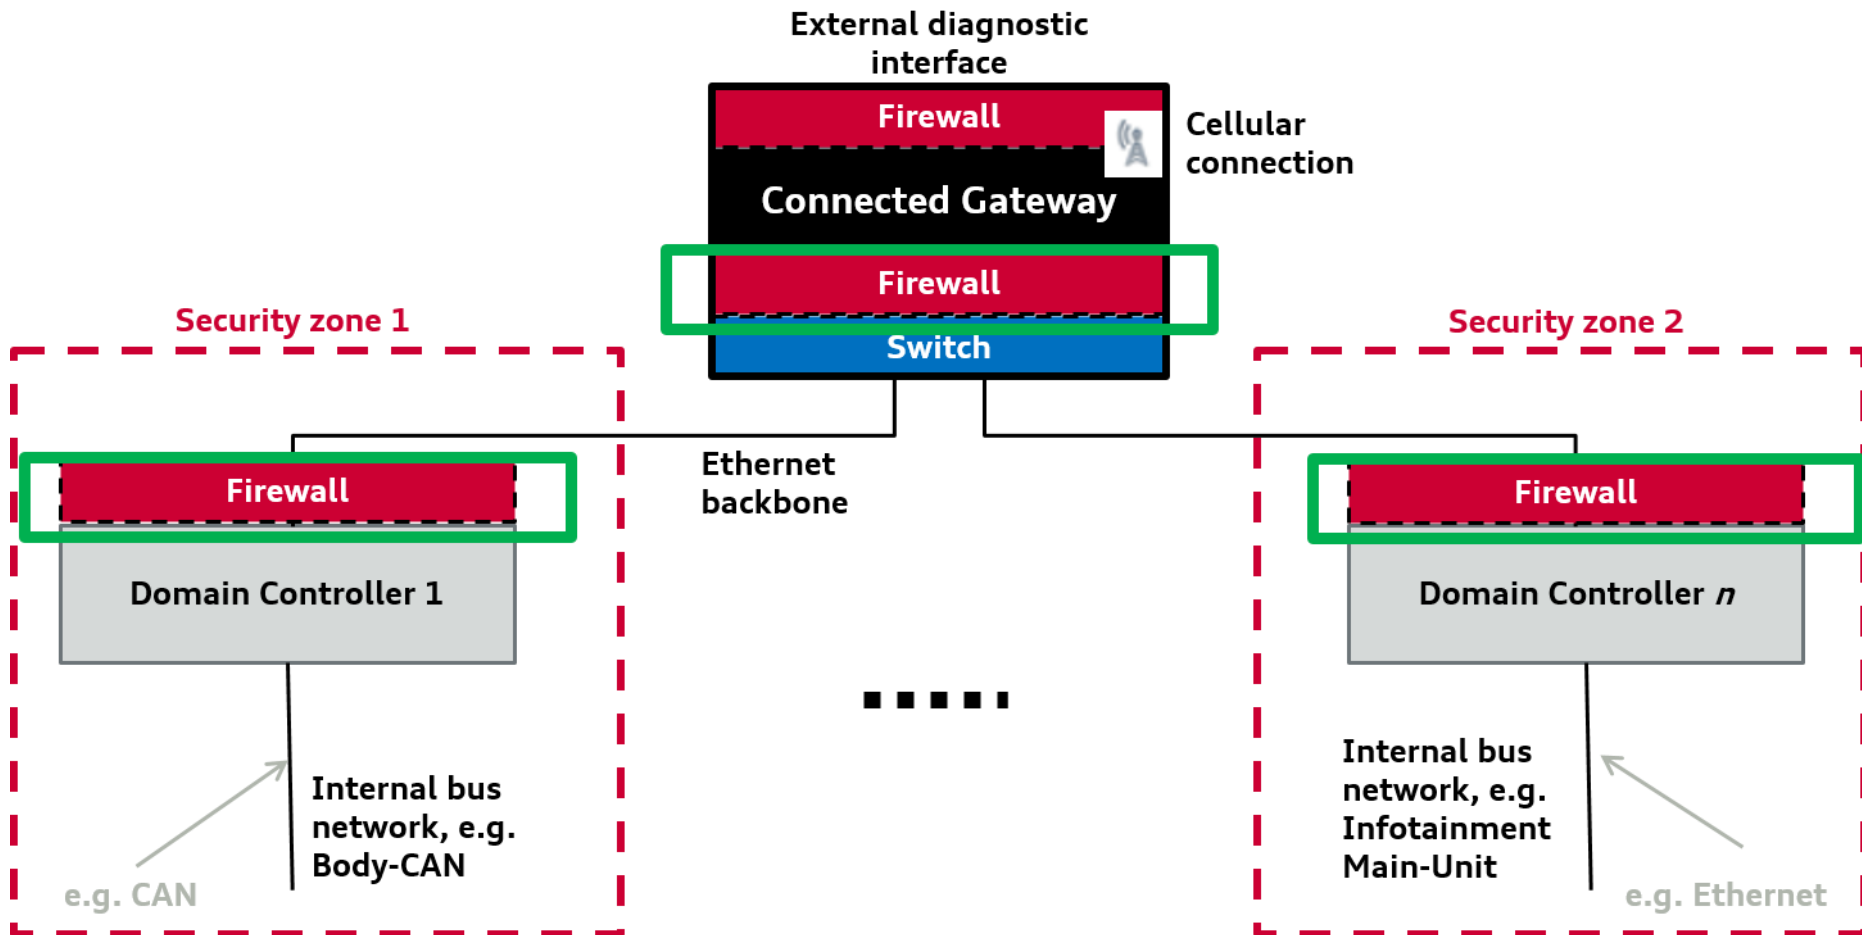 External diagnostic
interface
Firewall
Cellular
connection
Connected Gateway
Firewall
Switch
Security zone 1
Security zone 2
Firewall
Ethernet
backbone
Firewall
Domain Controller 1
Domain Controller n
Internal bus
network, e.g.
Body-CAN
e.g. CAN
Internal bus
network, e.g.
Infotainment
Main-Unit
e.g. Ethernet